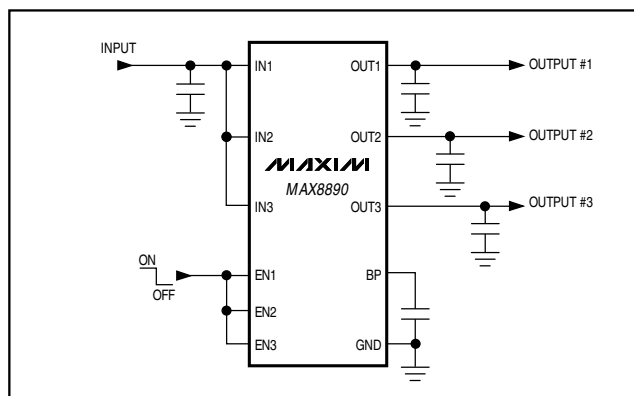 INPUT
IN1
OUT1
OUTPUT #1
IN2
OUT2
OUTPUT #2
MAXIM
MAX8890
IN3
OUT3
OUTPUT #3
ON
OFF
EN1
BP
EN2
EN3
GND